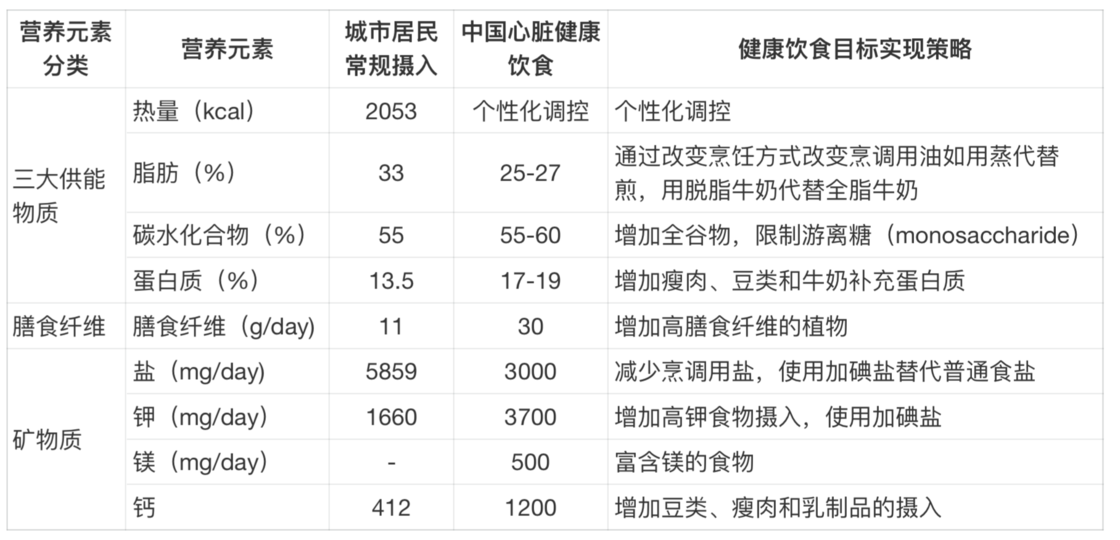 营养元素分类 营养元素 城市居民常规摄入 中国心脏健康饮食 健康饮食目标实现策略
三大供能物质 热量（kcal） 2053 个性化调控 个性化调控
脂肪（%） 33 25-27 通过改变烹饪方式改变烹调用油如用蒸代替煎，用脱脂牛奶代替全脂牛奶
碳水化合物（%） 55 55-60 增加全谷物，限制游离糖（monosaccharide）
蛋白质（%） 13.5 17-19 增加瘦肉、豆类和牛奶补充蛋白质
膳食纤维 膳食纤维（g/day) 11 30 增加高膳食纤维的植物
矿物质 盐（mg/day) 5859 3000 减少烹调用盐，使用加碘盐替代普通食盐
钾（mg/day) 1660 3700 增加高钾食物摄入，使用加碘盐
镁（mg/day） - 500 富含镁的食物
钙 412 1200 增加豆类、瘦肉和乳制品的摄入